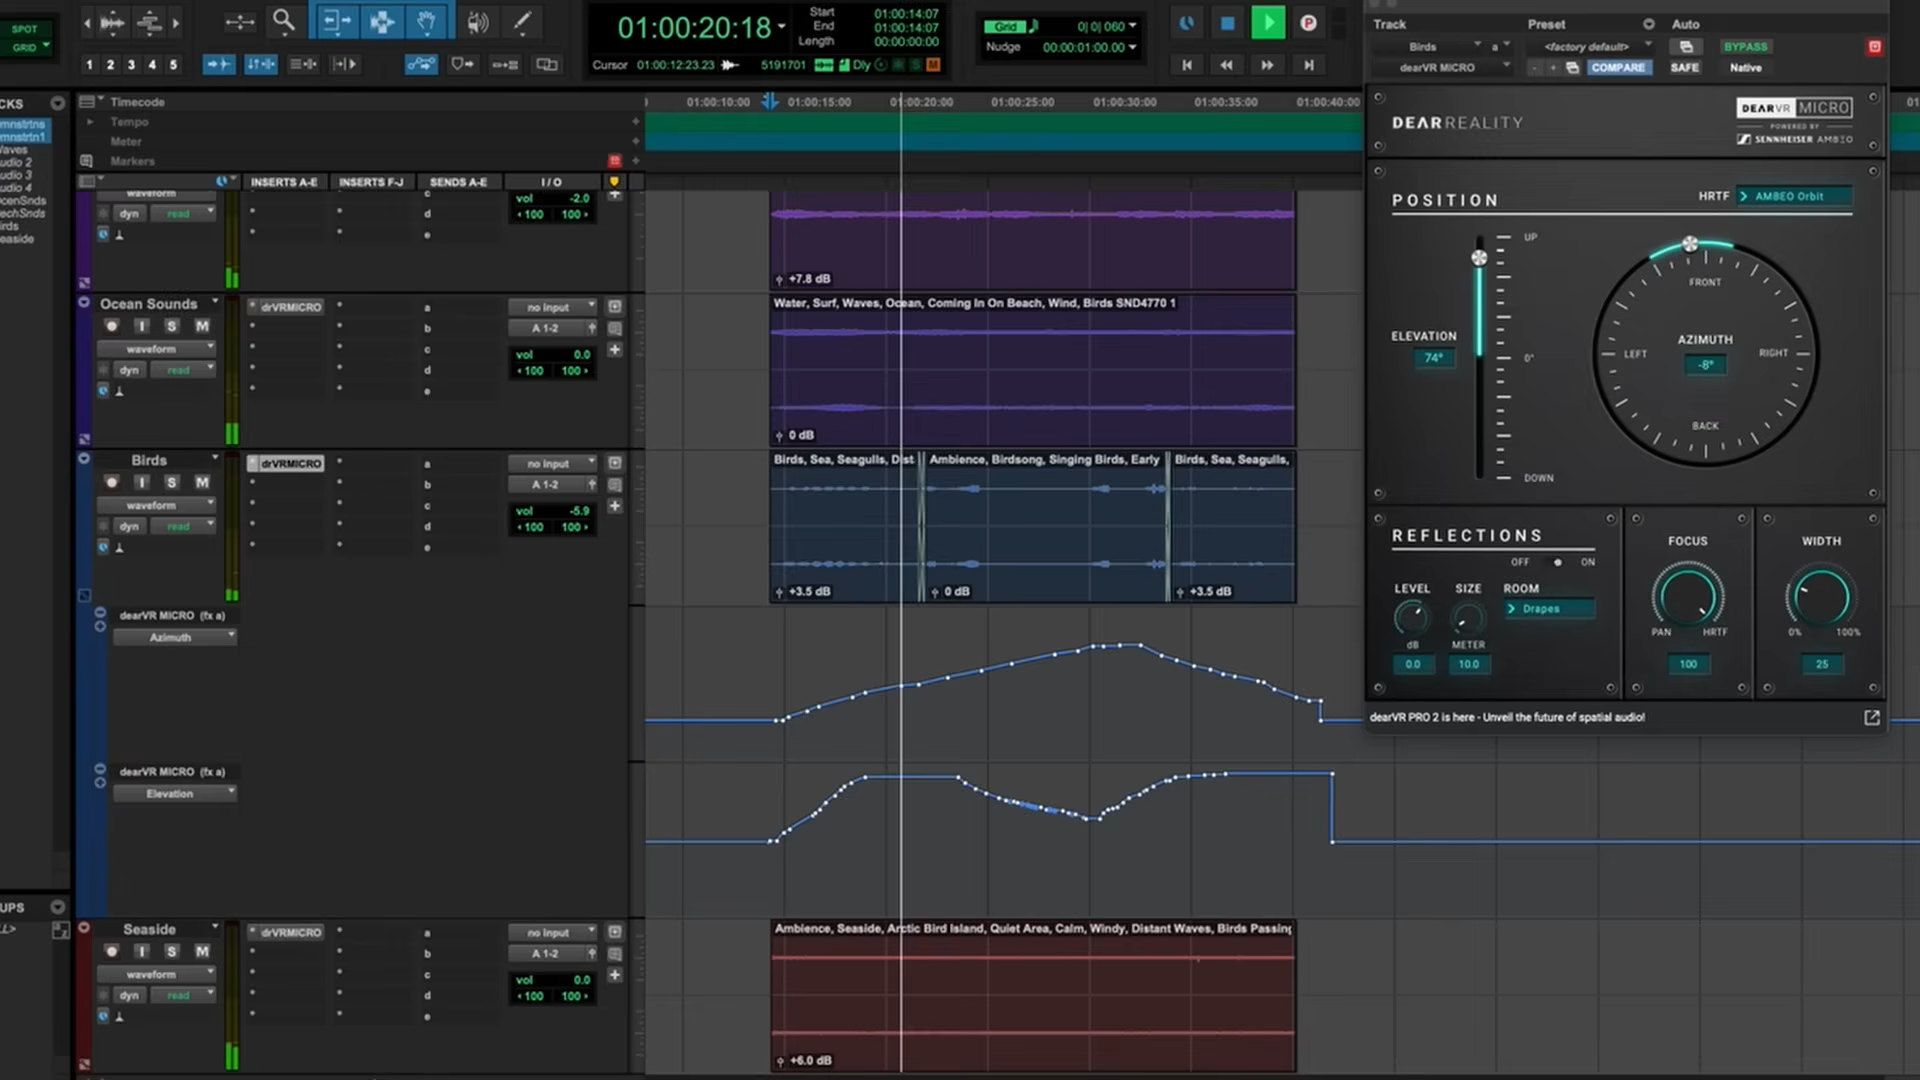 SPOT
GRID
1 2 3 4 5
01:00:20:18
Start 01:00:14:07
End 01:00:14:07
Length 00:00:00:00
Cursor 01:00:12:23.23 5191701 Dly S M
Grid 0| 0| 060
Nudge 00:00:01:00.00
P
Track Preset Auto
Birds a <factory default> BYPASS
dearVR MICRO - + COMPARE SAFE Native
CKS
mnstrtns
mnstrtn1
Waves
udio 2
udio 3
udio 4
OcenSnds
techSnds
irds
easide
UPS
Timecode
Tempo
Meter
Markers
01:00:10:00 01:00:15:00 01:00:20:00 01:00:25:00 01:00:30:00 01:00:35:00 01:00:40:00 01
INSERTS A-E INSERTS F-J SENDS A-E I / O
waveform c vol -2.0
dyn read d 100 100
e
+7.8 dB
Ocean Sounds drVRMICRO a no input
I S M b A 1-2
waveform c vol 0.0
dyn read d 100 100
e
Water, Surf, Waves, Ocean, Coming In On Beach, Wind, Birds SND4770 1
0 dB
Birds drVRMICRO a no input
I S M b A 1-2
waveform c vol -5.9
dyn read d 100 100
e
Birds, Sea, Seagulls, Dist Ambience, Birdsong, Singing Birds, Early Birds, Sea, Seagulls,
+3.5 dB 0 dB +3.5 dB
dearVR MICRO (fx a)
Azimuth
dearVR MICRO (fx a)
Elevation
Seaside drVRMICRO a no input
I S M b A 1-2
waveform c vol 0.0
dyn read d 100 100
e
Ambience, Seaside, Arctic Bird Island, Quiet Area, Calm, Windy, Distant Waves, Birds Passing
+6.0 dB
DEARREALITY
DEARVR MICRO
POWERED BY
SENNHEISER AMBEO
POSITION
HRTF AMBEO Orbit
UP
ELEVATION
74°
0°
DOWN
FRONT
AZIMUTH
LEFT -8° RIGHT
BACK
REFLECTIONS
OFF ON
LEVEL SIZE ROOM
Drapes
dB METER
0.0 10.0
FOCUS
PAN HRTF
100
WIDTH
0% 100%
25
dearVR PRO 2 is here - Unveil the future of spatial audio!